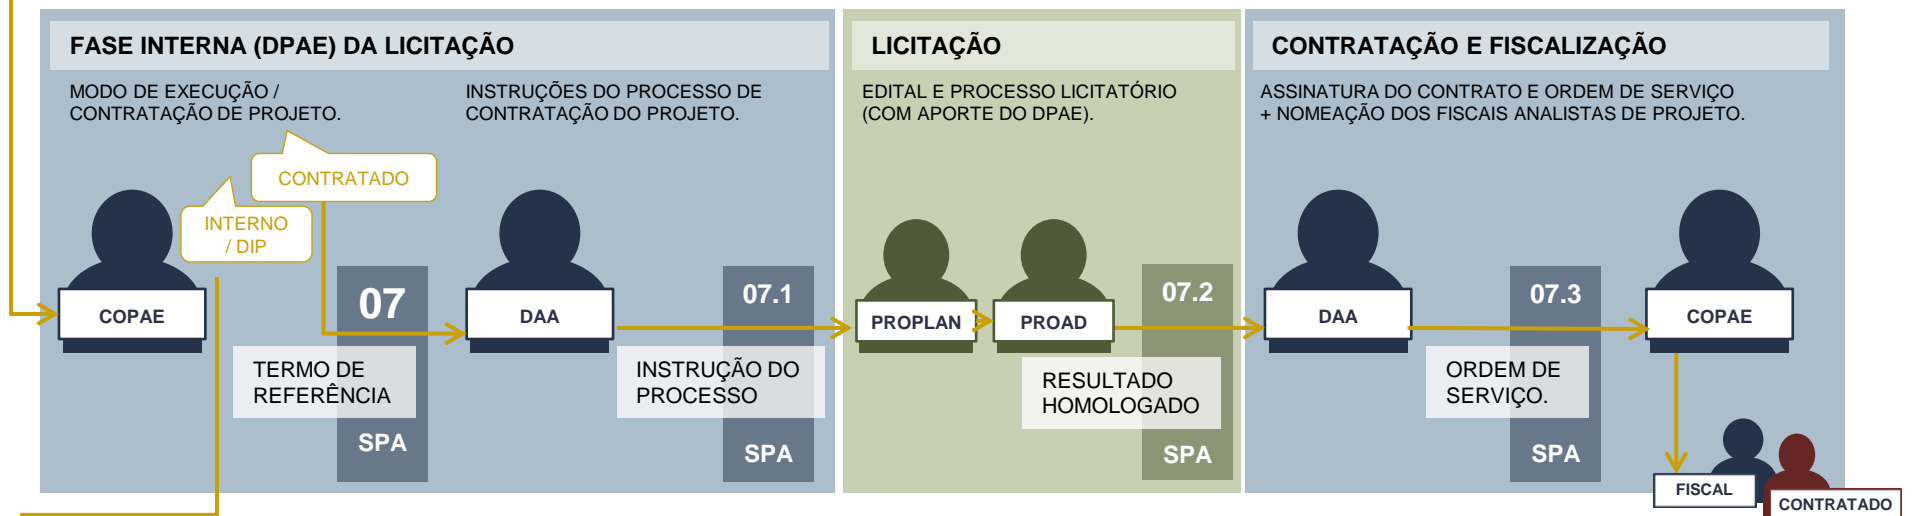 FASE INTERNA (DPAE) DA LICITAÇÃO
MODO DE EXECUÇÃO /
CONTRATAÇÃO DE PROJETO.
INSTRUÇÕES DO PROCESSO DE
CONTRATAÇÃO DO PROJETO.
CONTRATADO
INTERNO
/ DIP
COPAE
07
TERMO DE
REFERÊNCIA
SPA
DAA
07.1
INSTRUÇÃO DO
PROCESSO
SPA
LICITAÇÃO
EDITAL E PROCESSO LICITATÓRIO
(COM APORTE DO DPAE).
PROPLAN
PROAD
07.2
RESULTADO
HOMOLOGADO
SPA
CONTRATAÇÃO E FISCALIZAÇÃO
ASSINATURA DO CONTRATO E ORDEM DE SERVIÇO
+ NOMEAÇÃO DOS FISCAIS ANALISTAS DE PROJETO.
DAA
07.3
ORDEM DE
SERVIÇO.
SPA
COPAE
FISCAL
CONTRATADO